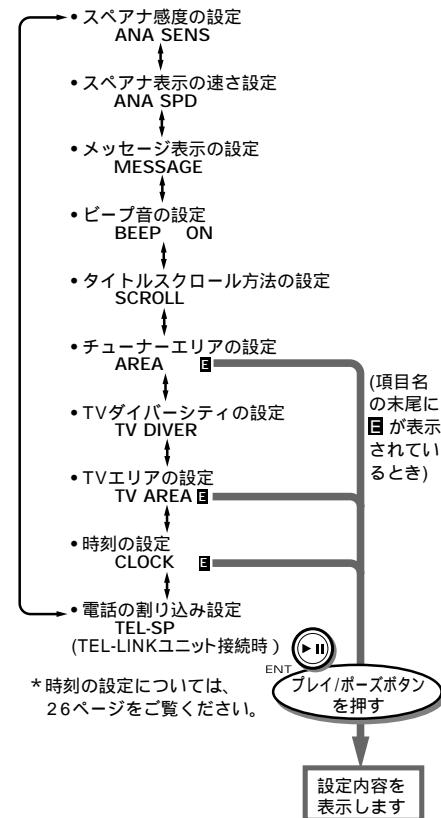 •スペアナ感度の設定
ANA SENS
•スペアナ表示の速さ設定
ANA SPD
•メッセージ表示の設定
MESSAGE
•ビープ音の設定
BEEP ON
•タイトルスクロール方法の設定
SCROLL
•チューナーエリアの設定
AREA E
(項目名
の末尾に
E が表示
されてい
るとき)
•TVダイバーシティの設定
TV DIVER
•TVエリアの設定
TV AREA E
•時刻の設定
CLOCK E
•電話の割り込み設定
TEL-SP
(TEL-LINKユニット接続時)
ENT
プレイ/ポーズボタン
を押す
*時刻の設定については、
26ページをご覧ください。
設定内容を
表示します